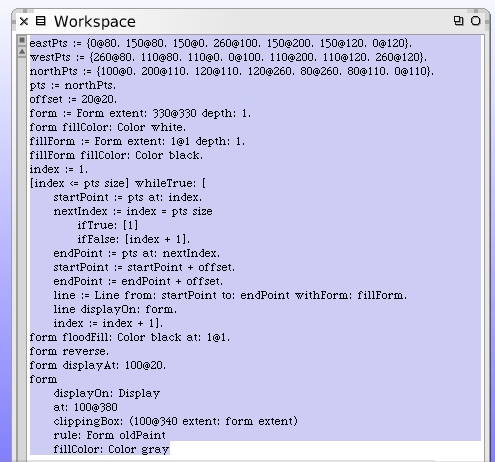 Workspace
eastPts := {0@80. 150@80. 150@0. 260@100. 150@200. 150@120. 0@120}.
westPts := {260@80. 110@80. 110@0. 0@100. 110@200. 110@120. 260@120}.
northPts := {100@0. 200@110. 120@110. 120@260. 80@260. 80@110. 0@110}.
pts := northPts.
offset := 20@20.
form := Form extent: 330@330 depth: 1.
form fillColor: Color white.
fillForm := Form extent: 1@1 depth: 1.
fillForm fillColor: Color black.
index := 1.
[index <= pts size] whileTrue: [
startPoint := pts at: index.
nextIndex := index = pts size
ifTrue: [1]
ifFalse: [index + 1].
endPoint := pts at: nextIndex.
startPoint := startPoint + offset.
endPoint := endPoint + offset.
line := Line from: startPoint to: endPoint withForm: fillForm.
line displayOn: form.
index := index + 1].
form floodFill: Color black at: 1@1.
form reverse.
form displayAt: 100@20.
form
displayOn: Display
at: 100@380
clippingBox: (100@340 extent: form extent)
rule: Form oldPaint
fillColor: Color gray